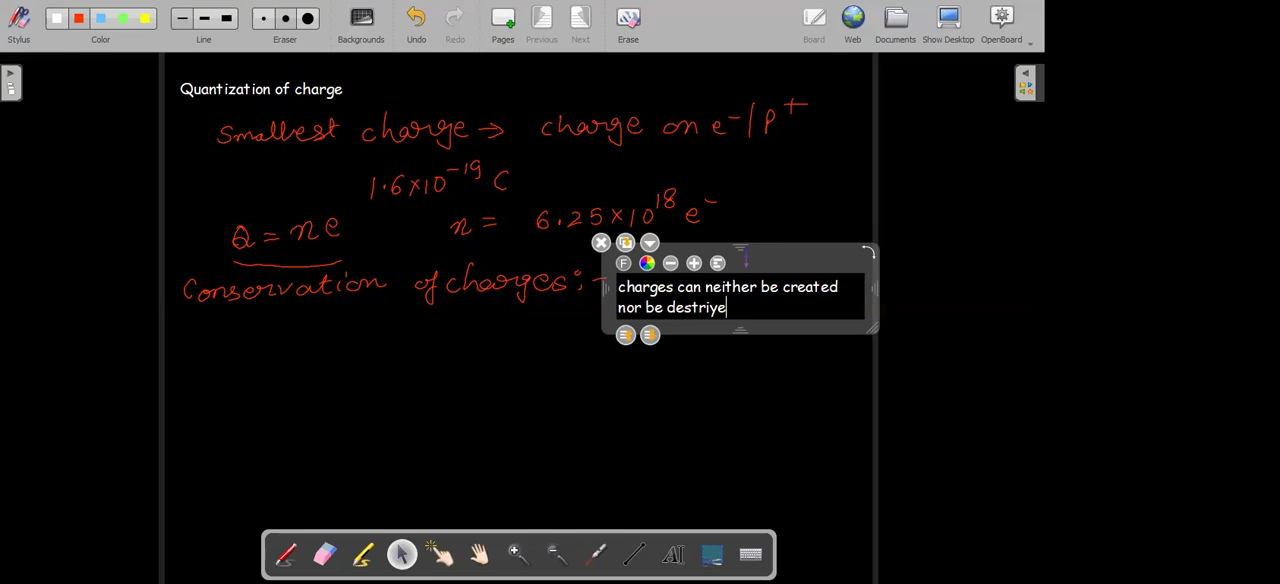 Stylus Color Line Eraser Backgrounds Undo Redo Pages Previous Next Erase Board Web Documents Show Desktop OpenBoard
Quantization of charge
Smallest charge → charge on e⁻/P⁺
1.6×10⁻¹⁹ C
Q = ne n = 6.25×10¹⁸ e⁻
Conservation of charges:-
F
charges can neither be created
nor be destriye
AI